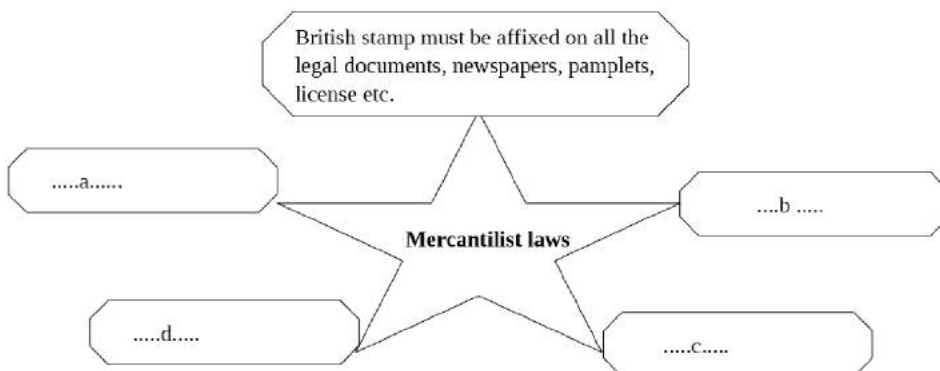 British stamp must be affixed on all the
legal documents, newspapers, pamplets,
license etc.
.....a......
....b .....
Mercantilist laws
.....d.....
.....c.....